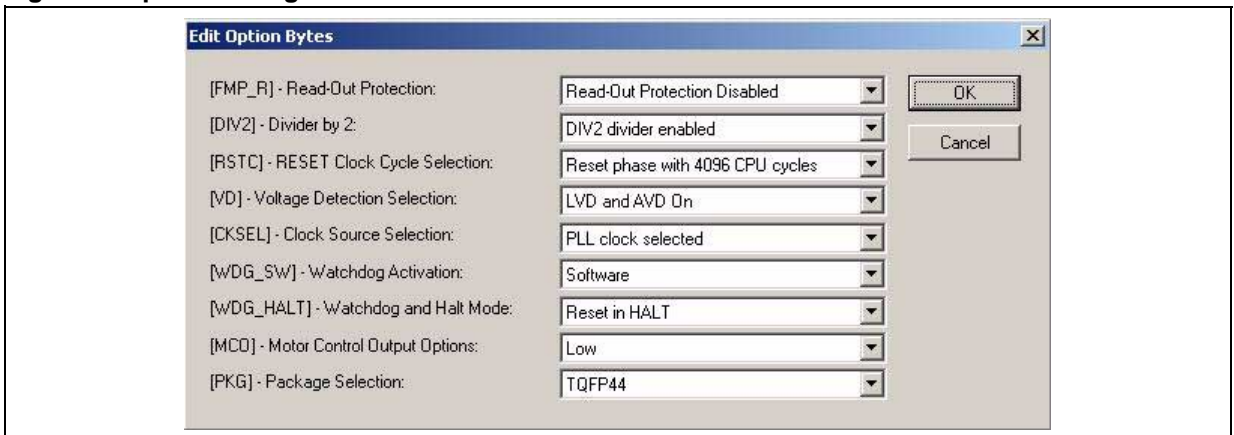 Edit Option Bytes
[FMP_R] - Read-Out Protection: Read-Out Protection Disabled OK
[DIV2] - Divider by 2: DIV2 divider enabled Cancel
[RSTC] - RESET Clock Cycle Selection: Reset phase with 4096 CPU cycles
[VD] - Voltage Detection Selection: LVD and AVD On
[CKSEL] - Clock Source Selection: PLL clock selected
[WDG_SW] - Watchdog Activation: Software
[WDG_HALT] - Watchdog and Halt Mode: Reset in HALT
[MCO] - Motor Control Output Options: Low
[PKG] - Package Selection: TQFP44